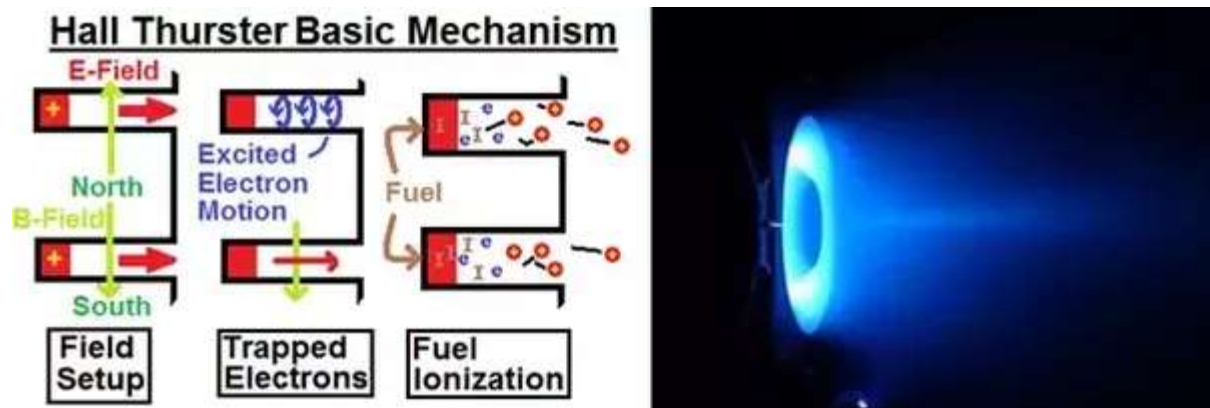 Hall Thurster Basic Mechanism
E-Field
+
North
B-Field
+
South
Field
Setup
Excited
Electron
Motion
Trapped
Electrons
I
I e
e I
+
+
+
+
Fuel
I
I e
e
I
+
+
+
+
Fuel
Ionization